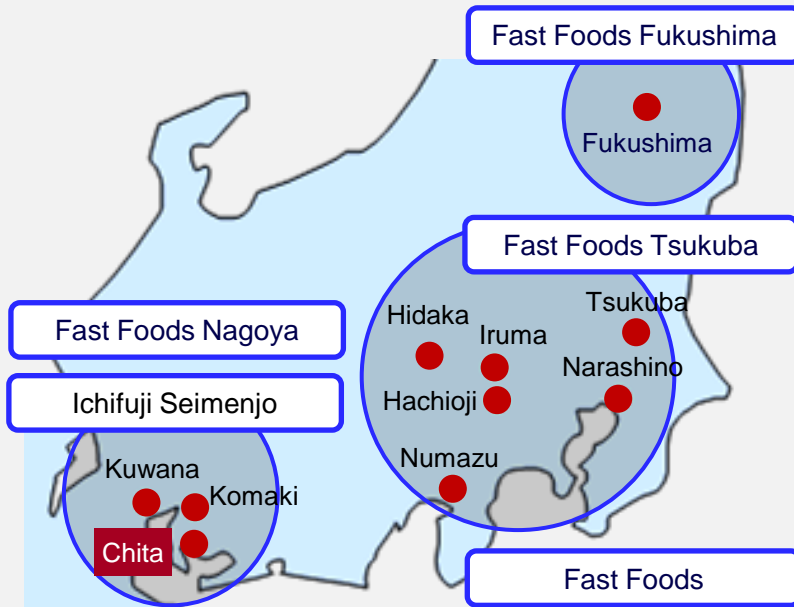 Fast Foods Fukushima
Fukushima
Fast Foods Tsukuba
Tsukuba
Hidaka
Iruma
Fast Foods Nagoya
Narashino
Ichifuji Seimenjo
Hachioji
Numazu
Kuwana
Komaki
Chita
Fast Foods